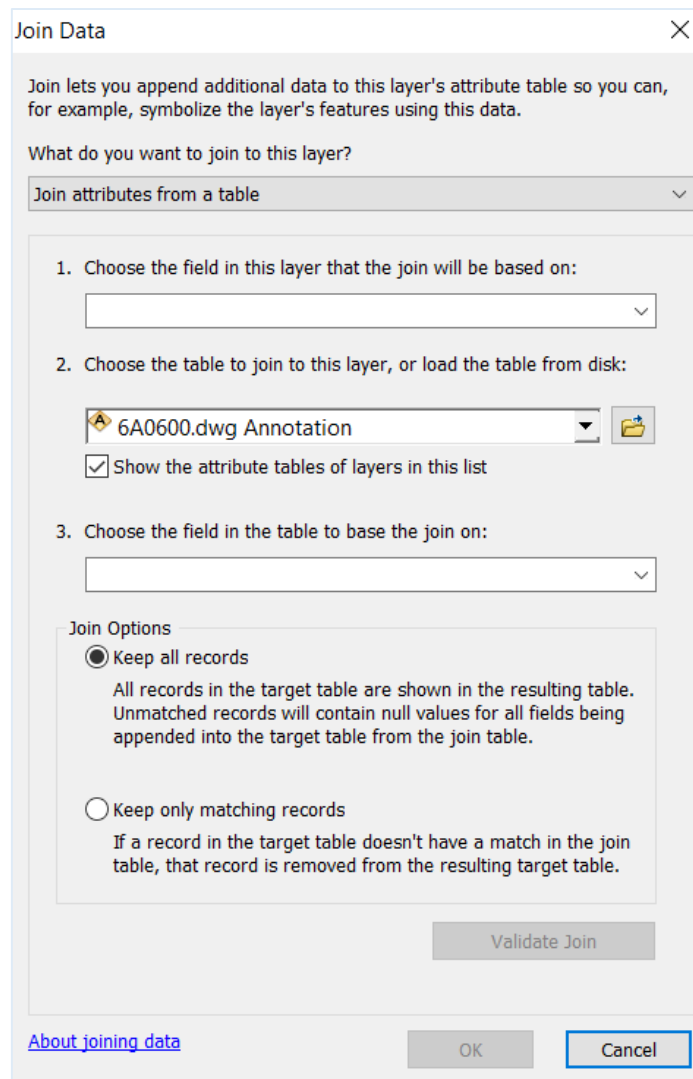 Join Data
Join lets you append additional data to this layer's attribute table so you can,
for example, symbolize the layer's features using this data.
What do you want to join to this layer?
Join attributes from a table
1. Choose the field in this layer that the join will be based on:
2. Choose the table to join to this layer, or load the table from disk:
A 6A0600.dwg Annotation
Show the attribute tables of layers in this list
3. Choose the field in the table to base the join on:
Join Options
Keep all records
All records in the target table are shown in the resulting table.
Unmatched records will contain null values for all fields being
appended into the target table from the join table.
Keep only matching records
If a record in the target table doesn't have a match in the join
table, that record is removed from the resulting target table.
Validate Join
About joining data
OK
Cancel